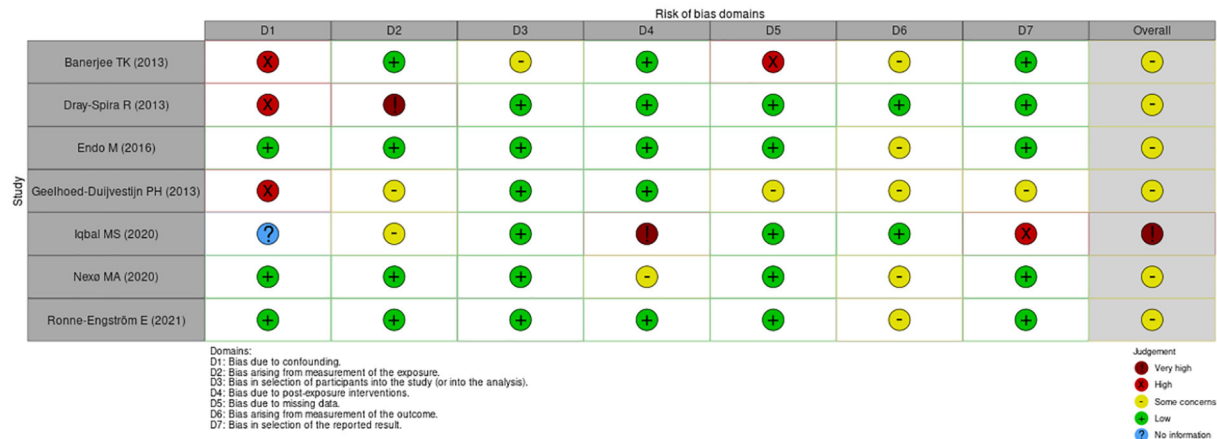 Risk of bias domains
D1 D2 D3 D4 D5 D6 D7 Overall
Study
Banerjee TK (2013) X + - + X - + -
Dray-Spira R (2013) X ! + + + + + -
Endo M (2016) + + + + + - + -
Geelhoed-Duijvestijn PH (2013) X - + + - - - -
Iqbal MS (2020) ? - + ! + + X !
Nexø MA (2020) + + + - + - + -
Ronne-Engström E (2021) + + + + + - + -
Domains:
D1: Bias due to confounding.
D2: Bias arising from measurement of the exposure.
D3: Bias in selection of participants into the study (or into the analysis).
D4: Bias due to post-exposure interventions.
D5: Bias due to missing data.
D6: Bias arising from measurement of the outcome.
D7: Bias in selection of the reported result.
Judgement
! Very high
X High
- Some concerns
+ Low
? No information